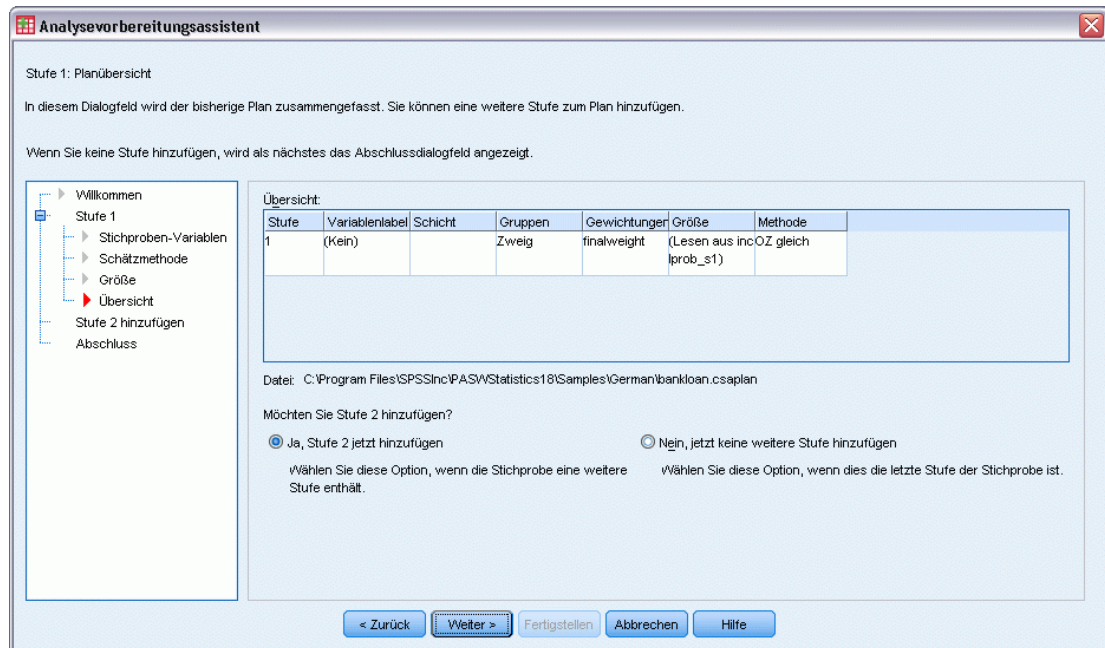 Analysevorbereitungsassistent
Stufe 1: Planübersicht
In diesem Dialogfeld wird der bisherige Plan zusammengefasst. Sie können eine weitere Stufe zum Plan hinzufügen.
Wenn Sie keine Stufe hinzufügen, wird als nächstes das Abschlussdialogfeld angezeigt.
Willkommen
Stufe 1
Stichproben-Variablen
Schätzmethode
Größe
Übersicht
Stufe 2 hinzufügen
Abschluss
Übersicht:
Stufe Variablenlabel Schicht Gruppen Gewichtungen Größe Methode
1 (Kein) Zweig finalweight (Lesen aus inc OZ gleich
lprob_s1)
Datei: C:\Program Files\SPSSInc\PASWStatistics18\Samples\German\bankloan.csaplan
Möchten Sie Stufe 2 hinzufügen?
Ja, Stufe 2 jetzt hinzufügen Nein, jetzt keine weitere Stufe hinzufügen
Wählen Sie diese Option, wenn die Stichprobe eine weitere Wählen Sie diese Option, wenn dies die letzte Stufe der Stichprobe ist.
Stufe enthält.
< Zurück Weiter > Fertigstellen Abbrechen Hilfe